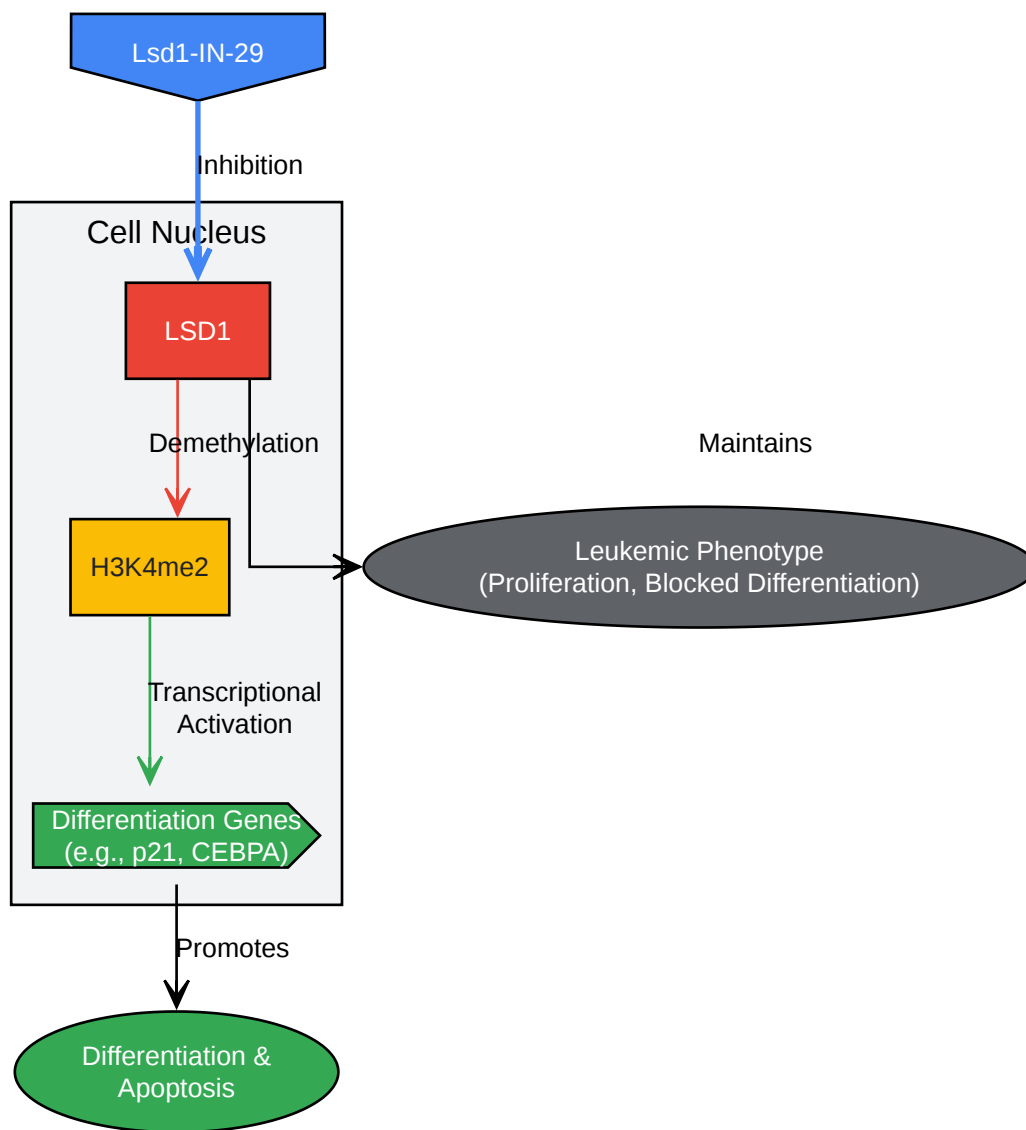 Lsd1-IN-29
Inhibition
Cell Nucleus
LSD1
Demethylation
Maintains
H3K4me2
Leukemic Phenotype
(Proliferation, Blocked Differentiation)
Transcriptional
Activation
Differentiation Genes
(e.g., p21, CEBPA)
Promotes
Differentiation &
Apoptosis